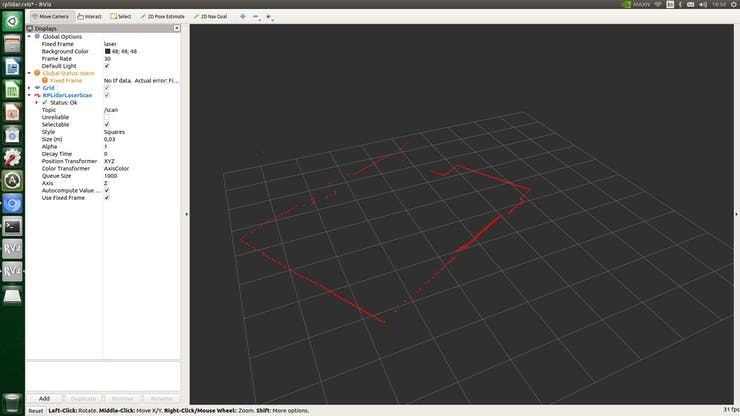 rplidar.rviz* - RViz
MAXN
19:54
Move Camera Interact Select 2D Pose Estimate 2D Nav Goal
Displays
Global Options
Fixed Frame laser
Background Color 48; 48; 48
Frame Rate 30
Default Light
Global Status: Warn
Fixed Frame No tf data. Actual error: Fi...
Grid
RPLidarLaserScan
Status: Ok
Topic /scan
Unreliable
Selectable
Style Squares
Size (m) 0,03
Alpha 1
Decay Time 0
Position Transformer XYZ
Color Transformer AxisColor
Queue Size 1000
Axis Z
Autocompute Value ...
Use Fixed Frame
Add Duplicate Remove Rename
Reset Left-Click: Rotate. Middle-Click: Move X/Y. Right-Click/Mouse Wheel: Zoom. Shift: More options. 31 fps
RViz
RViz